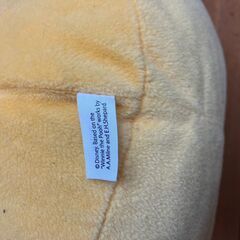 © Disney. Based on the
"Winnie the Pooh" works by
A.A.Milne and E.H.Shepard